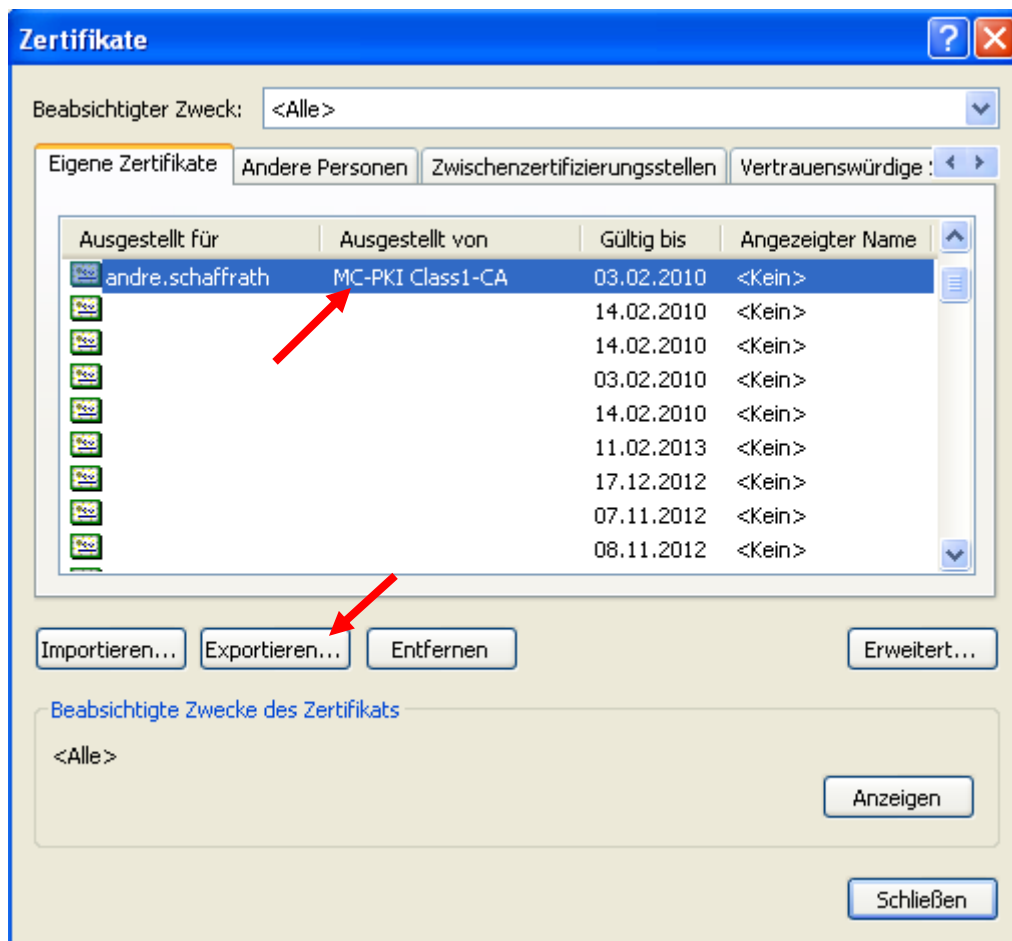 Zertifikate
Beabsichtigter Zweck: <Alle>
Eigene Zertifikate Andere Personen Zwischenzertifizierungsstellen Vertrauenswürdige
Ausgestellt für Ausgestellt von Gültig bis Angezeigter Name
andre.schaffrath MC-PKI Class1-CA 03.02.2010 <Kein>
14.02.2010 <Kein>
14.02.2010 <Kein>
03.02.2010 <Kein>
14.02.2010 <Kein>
11.02.2013 <Kein>
17.12.2012 <Kein>
07.11.2012 <Kein>
08.11.2012 <Kein>
Importieren... Exportieren... Entfernen Erweitert...
Beabsichtigte Zwecke des Zertifikats
<Alle>
Anzeigen
Schließen